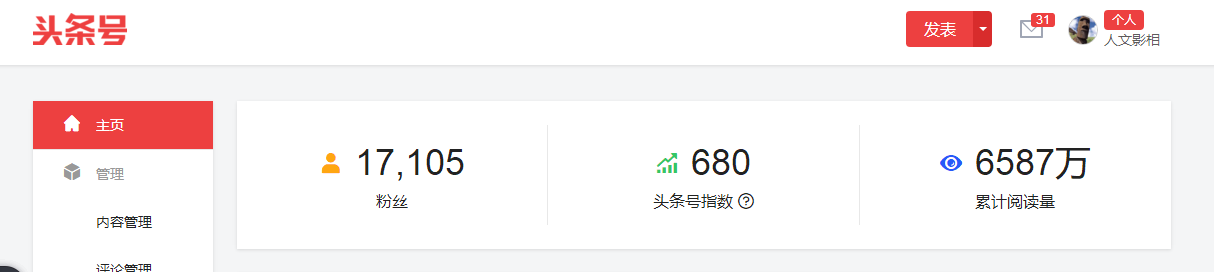 头条号
发表
31
个人
人文影相
主页
管理
内容管理
评论管理
17,105
粉丝
680
头条号指数
6587万
累计阅读量